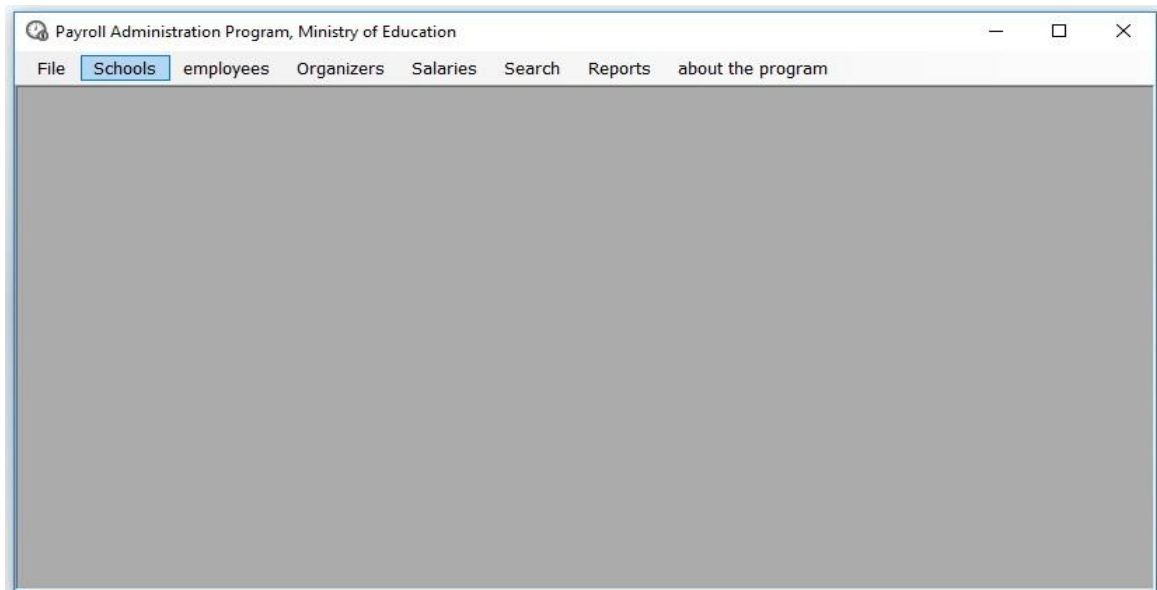 Payroll Administration Program, Ministry of Education
File Schools employees Organizers Salaries Search Reports about the program